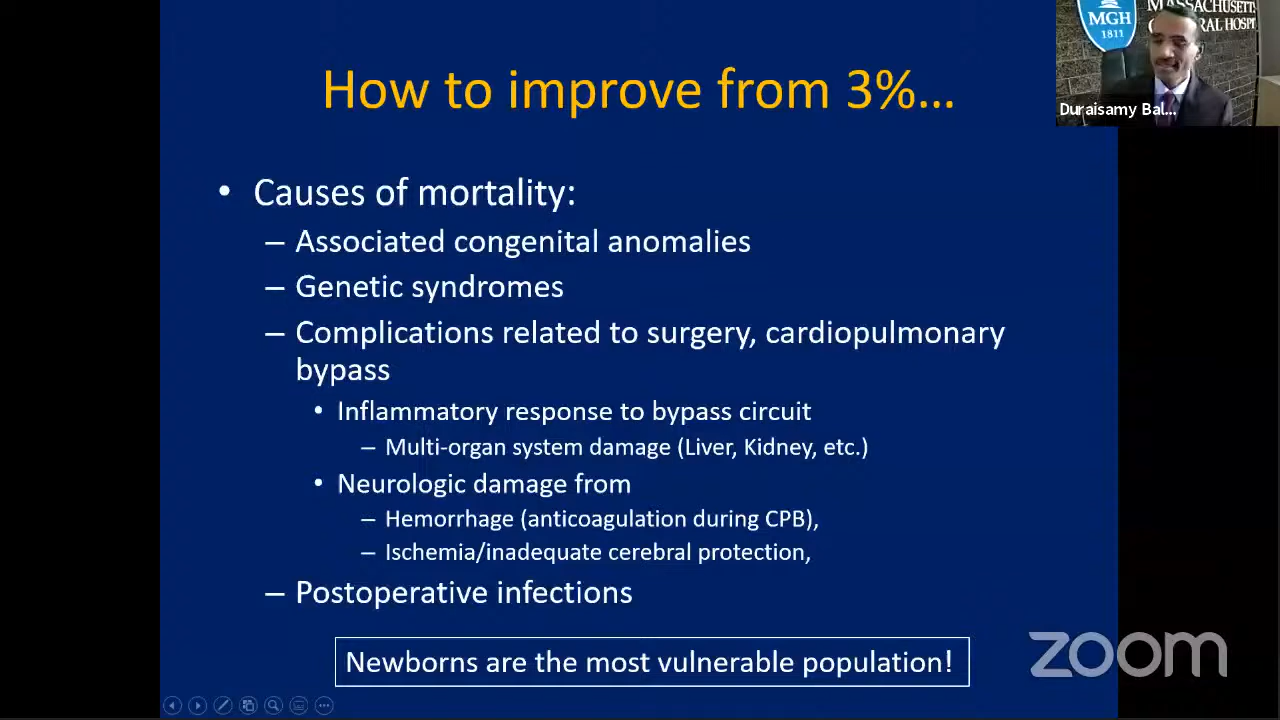 How to improve from 3%...
MGH
1811
MASSACHUSETTS
Duraisamy Bal...
• Causes of mortality:
– Associated congenital anomalies
– Genetic syndromes
– Complications related to surgery, cardiopulmonary
bypass
• Inflammatory response to bypass circuit
– Multi-organ system damage (Liver, Kidney, etc.)
• Neurologic damage from
– Hemorrhage (anticoagulation during CPB),
– Ischemia/inadequate cerebral protection,
– Postoperative infections
Newborns are the most vulnerable population!
zoom